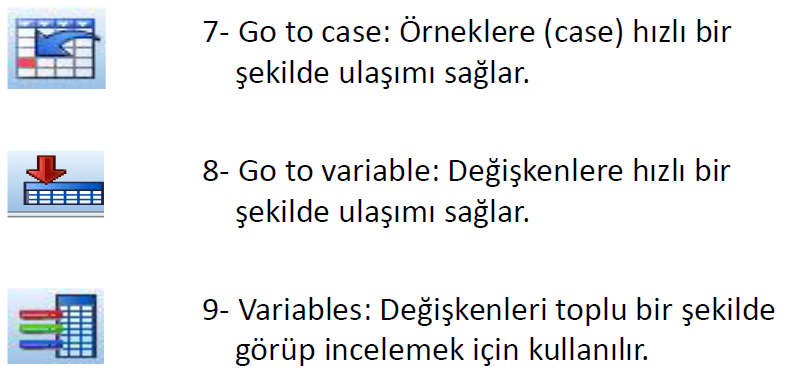 7- Go to case: Örneklere (case) hızlı bir
şekilde ulaşımı sağlar.
8- Go to variable: Değişkenlere hızlı bir
şekilde ulaşımı sağlar.
9- Variables: Değişkenleri toplu bir şekilde
görüp incelemek için kullanılır.